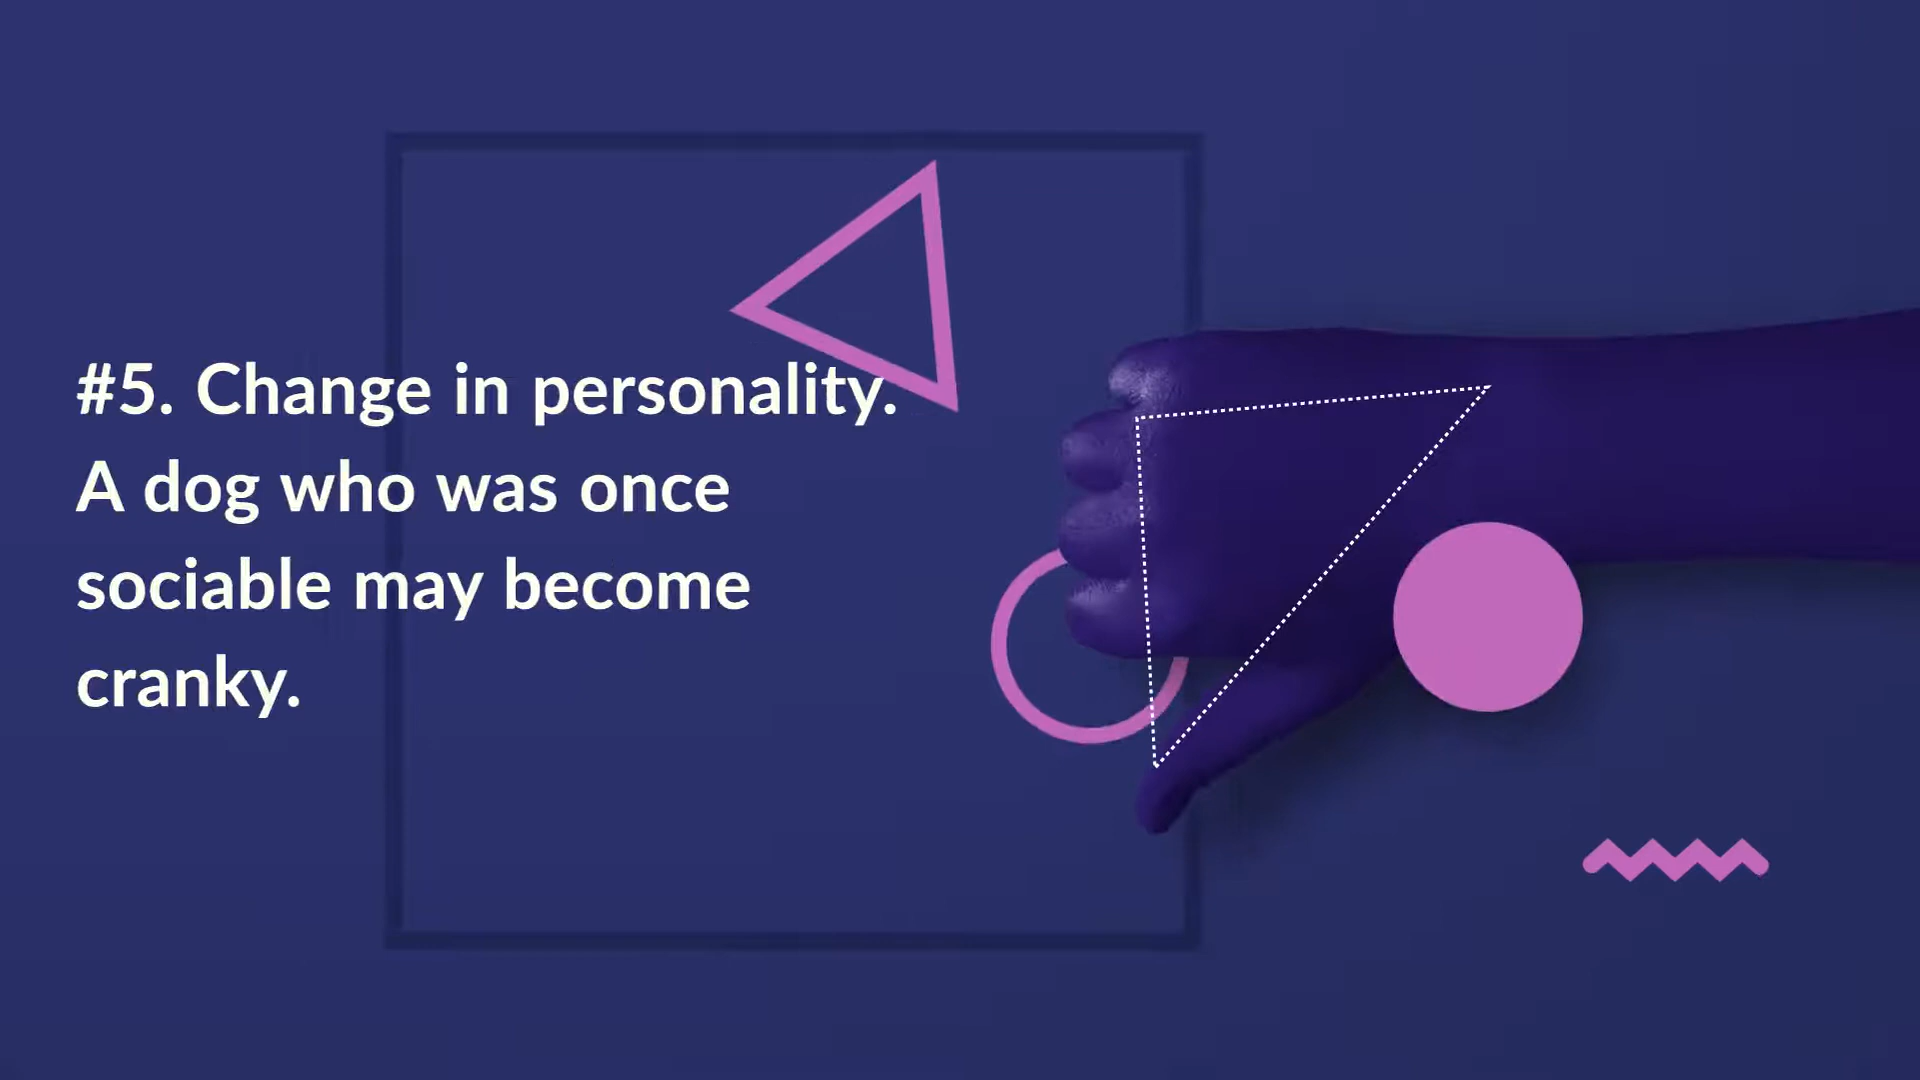 #5. Change in personality.
A dog who was once
sociable may become
cranky.